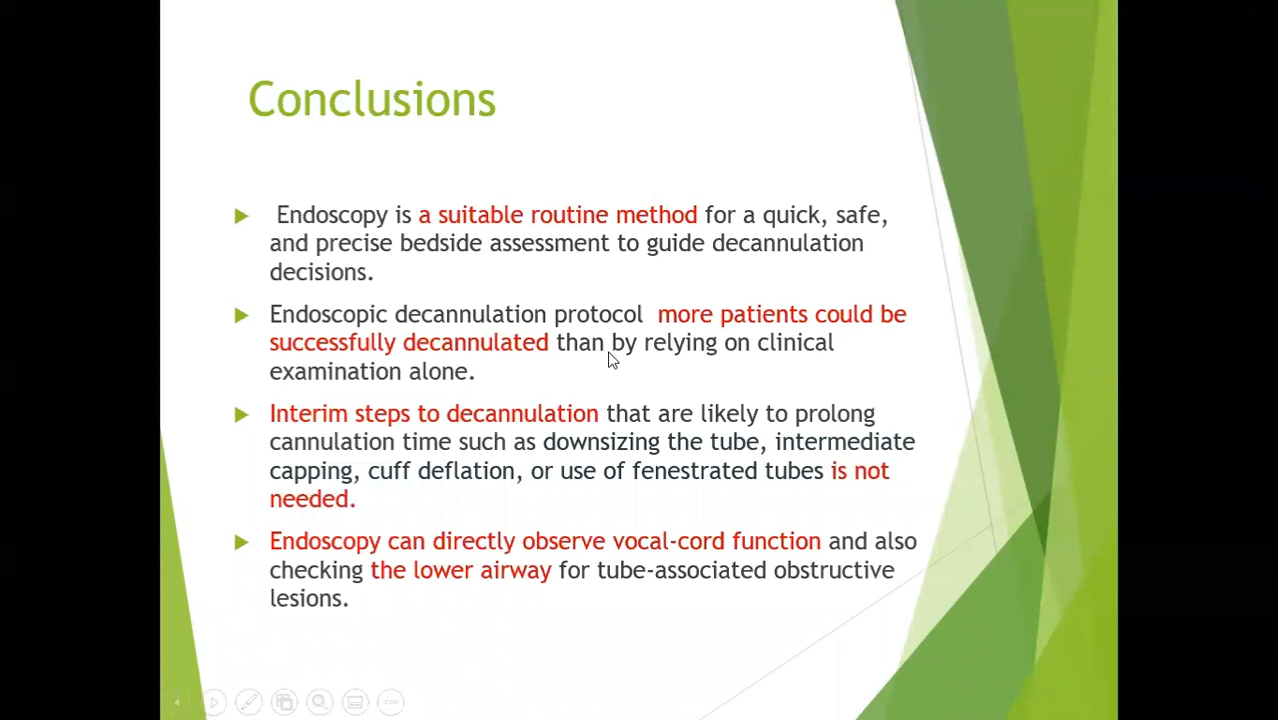 Conclusions
Endoscopy is a suitable routine method for a quick, safe,
and precise bedside assessment to guide decannulation
decisions.
Endoscopic decannulation protocol more patients could be
successfully decannulated than by relying on clinical
examination alone.
Interim steps to decannulation that are likely to prolong
cannulation time such as downsizing the tube, intermediate
capping, cuff deflation, or use of fenestrated tubes is not
needed.
Endoscopy can directly observe vocal-cord function and also
checking the lower airway for tube-associated obstructive
lesions.